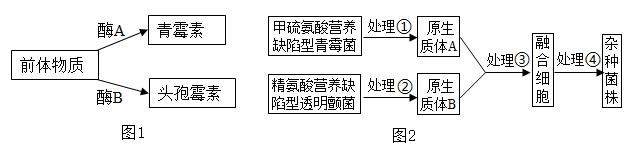 酶A
青霉素
前体物质
酶B
头孢霉素
图1
甲硫氨酸营养
缺陷型青霉菌
处理①
原生
质体A
精氨酸营养缺
陷型透明颤菌
处理②
原生
质体B
处理③
融
合
细
胞
处理④
杂
种
菌
株
图2